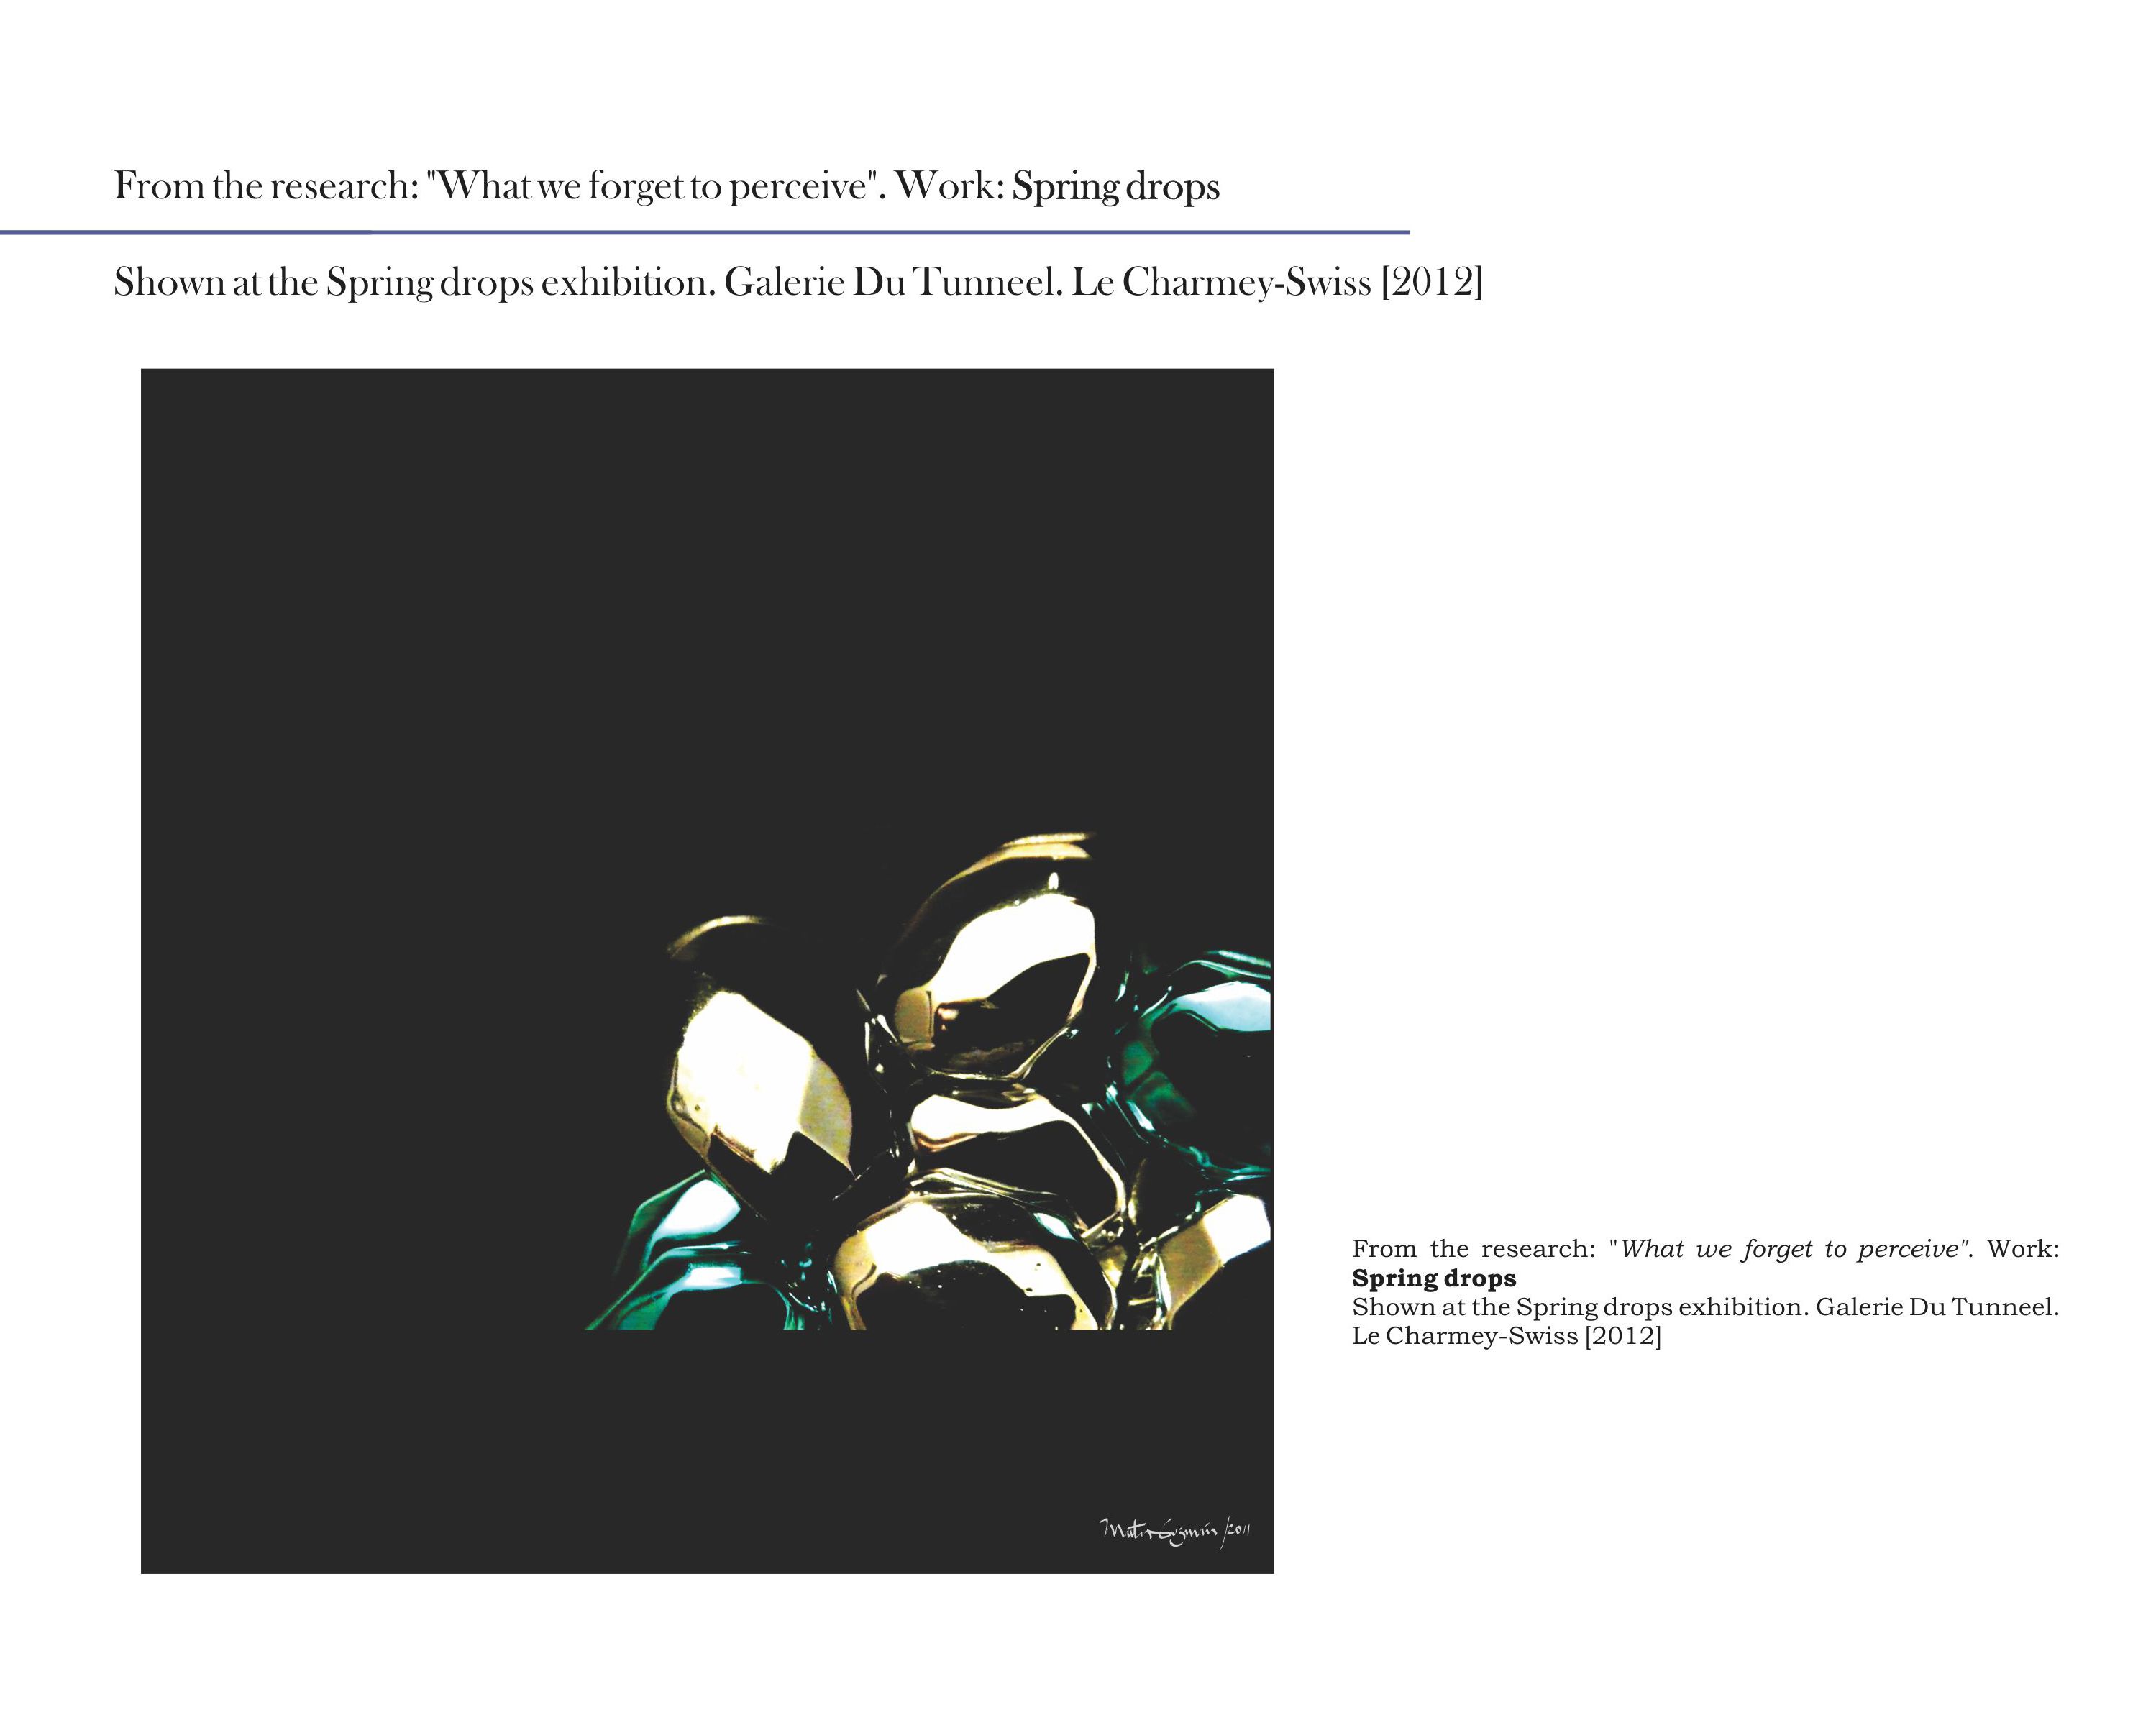 From the research: "What we forget to perceive". Work: Spring drops
Shown at the Spring drops exhibition. Galerie Du Tunneel. Le Charmey-Swiss [2012]
From the research: "What we forget to perceive". Work:
Spring drops
Shown at the Spring drops exhibition. Galerie Du Tunneel.
Le Charmey-Swiss [2012]
/2011